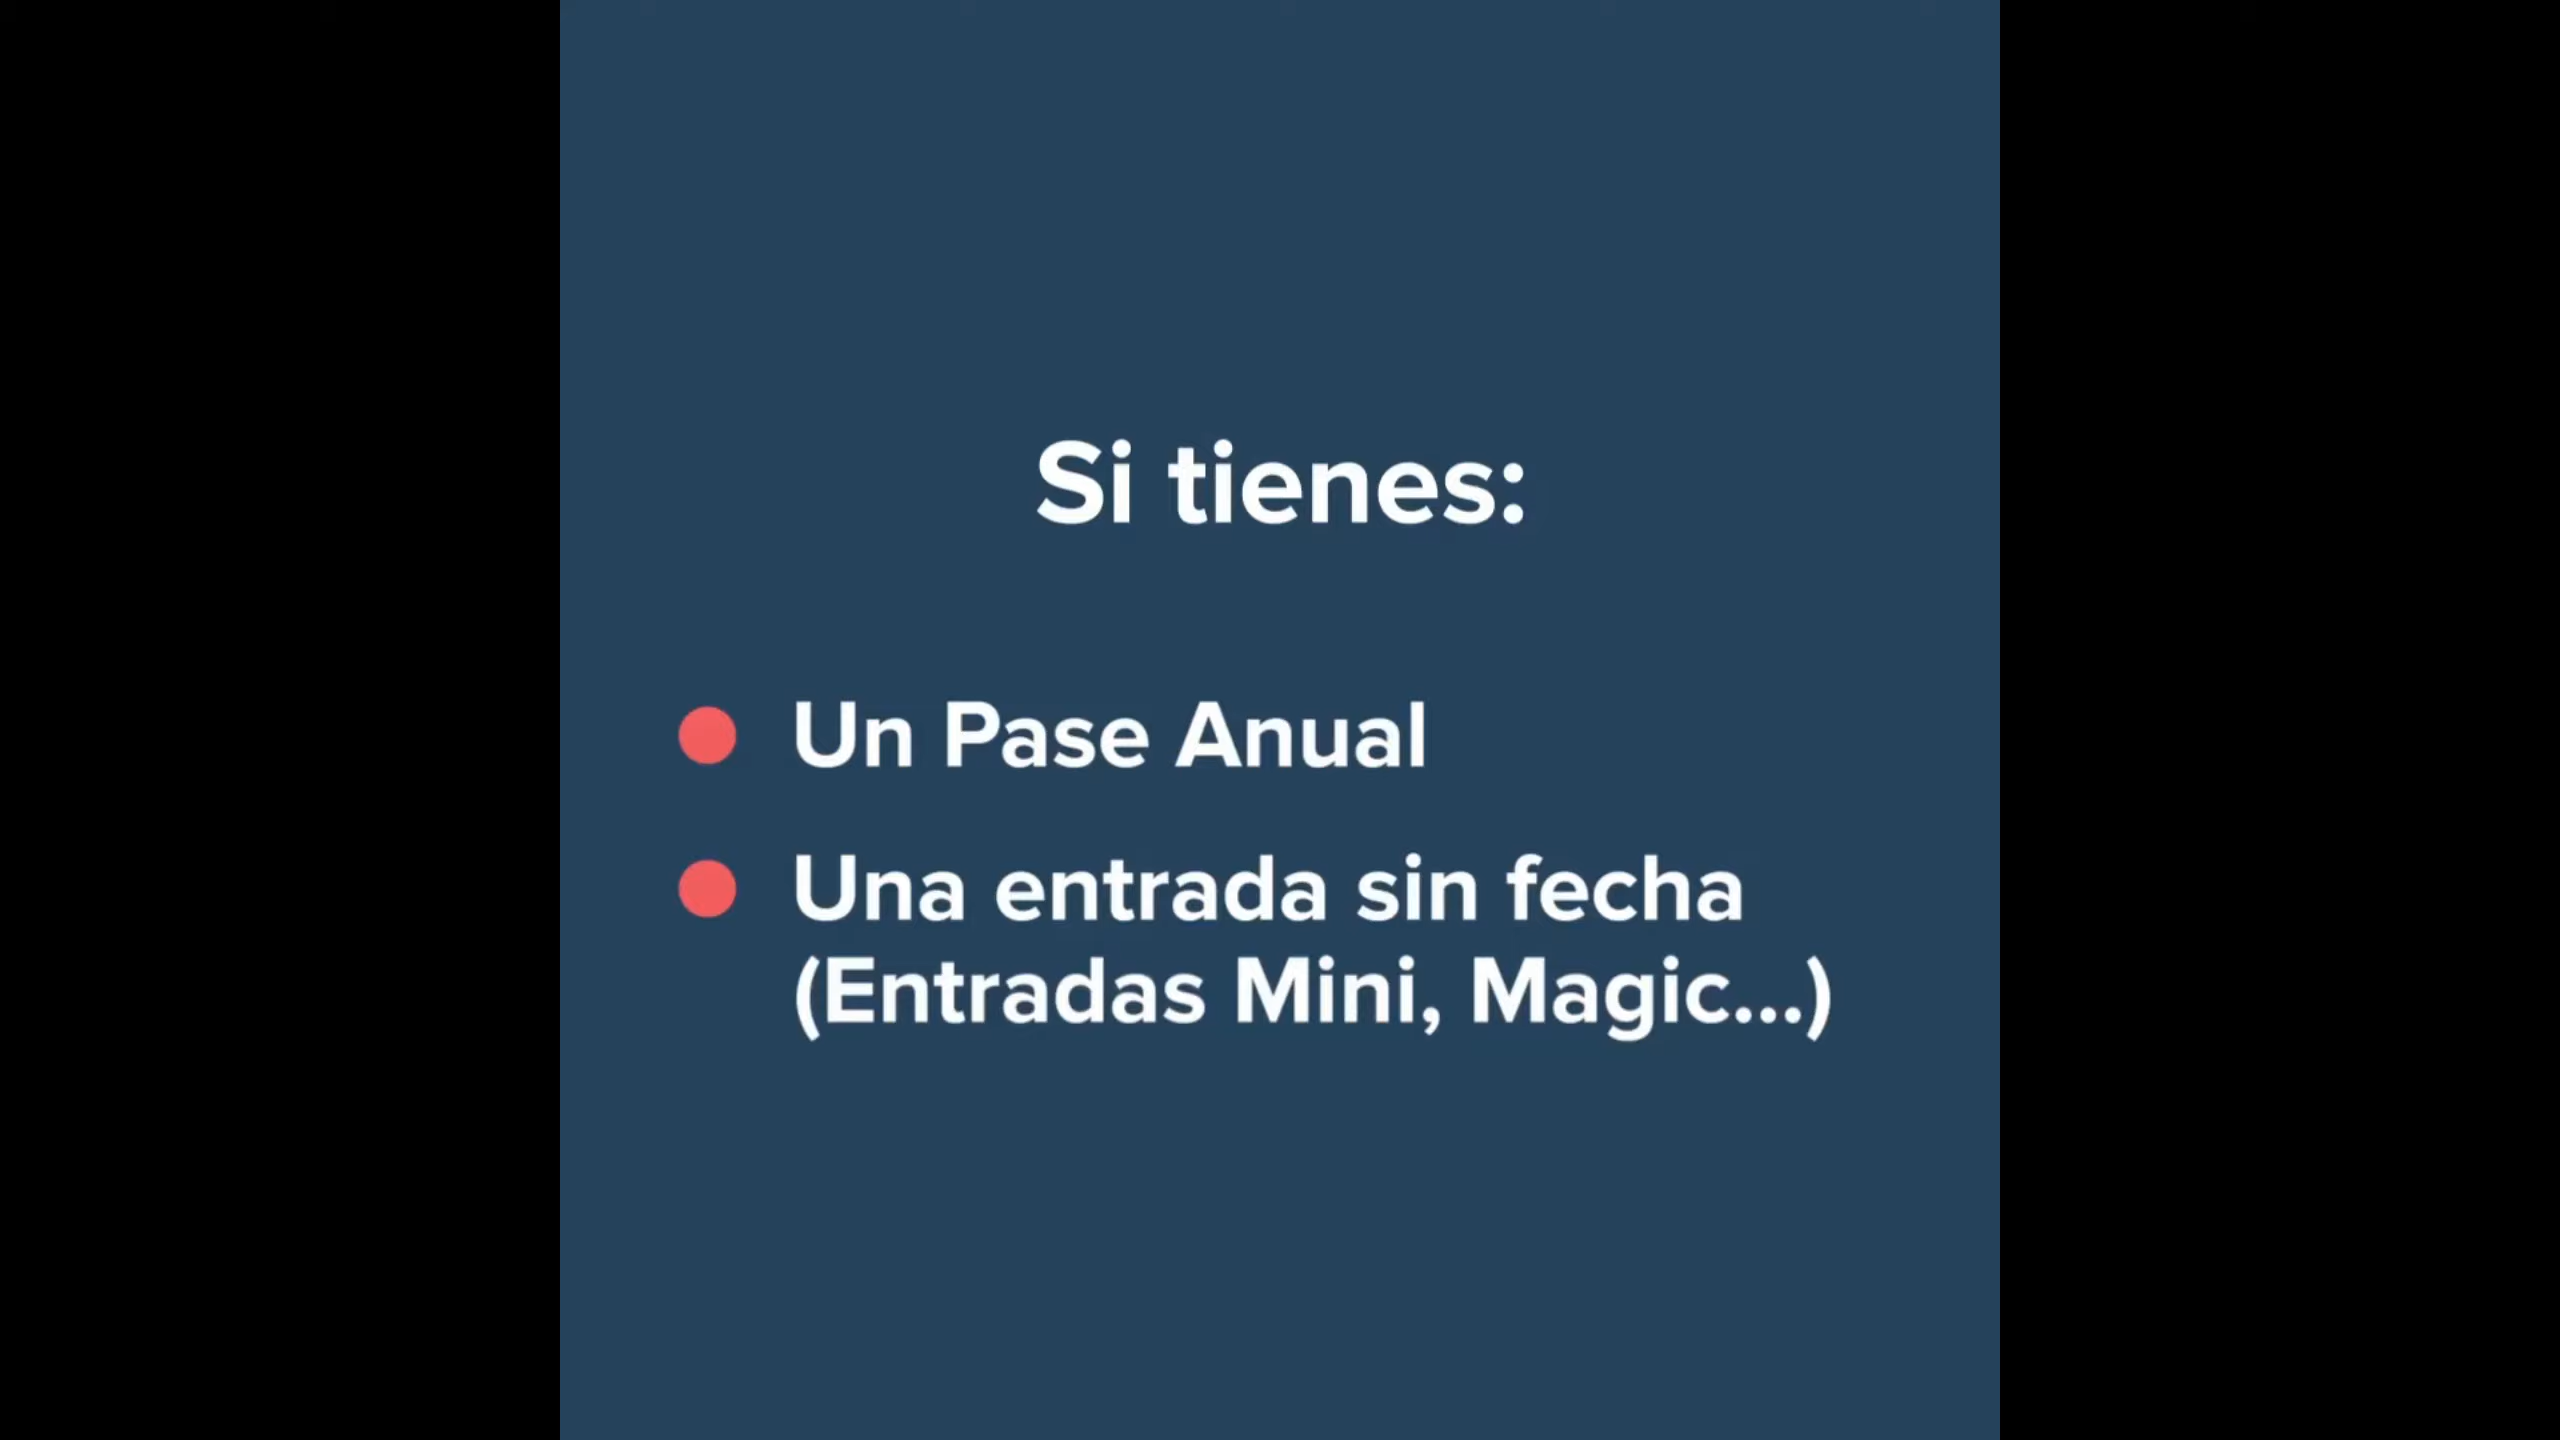 Si tienes:
Un Pase Anual
Una entrada sin fecha
(Entradas Mini, Magic...)